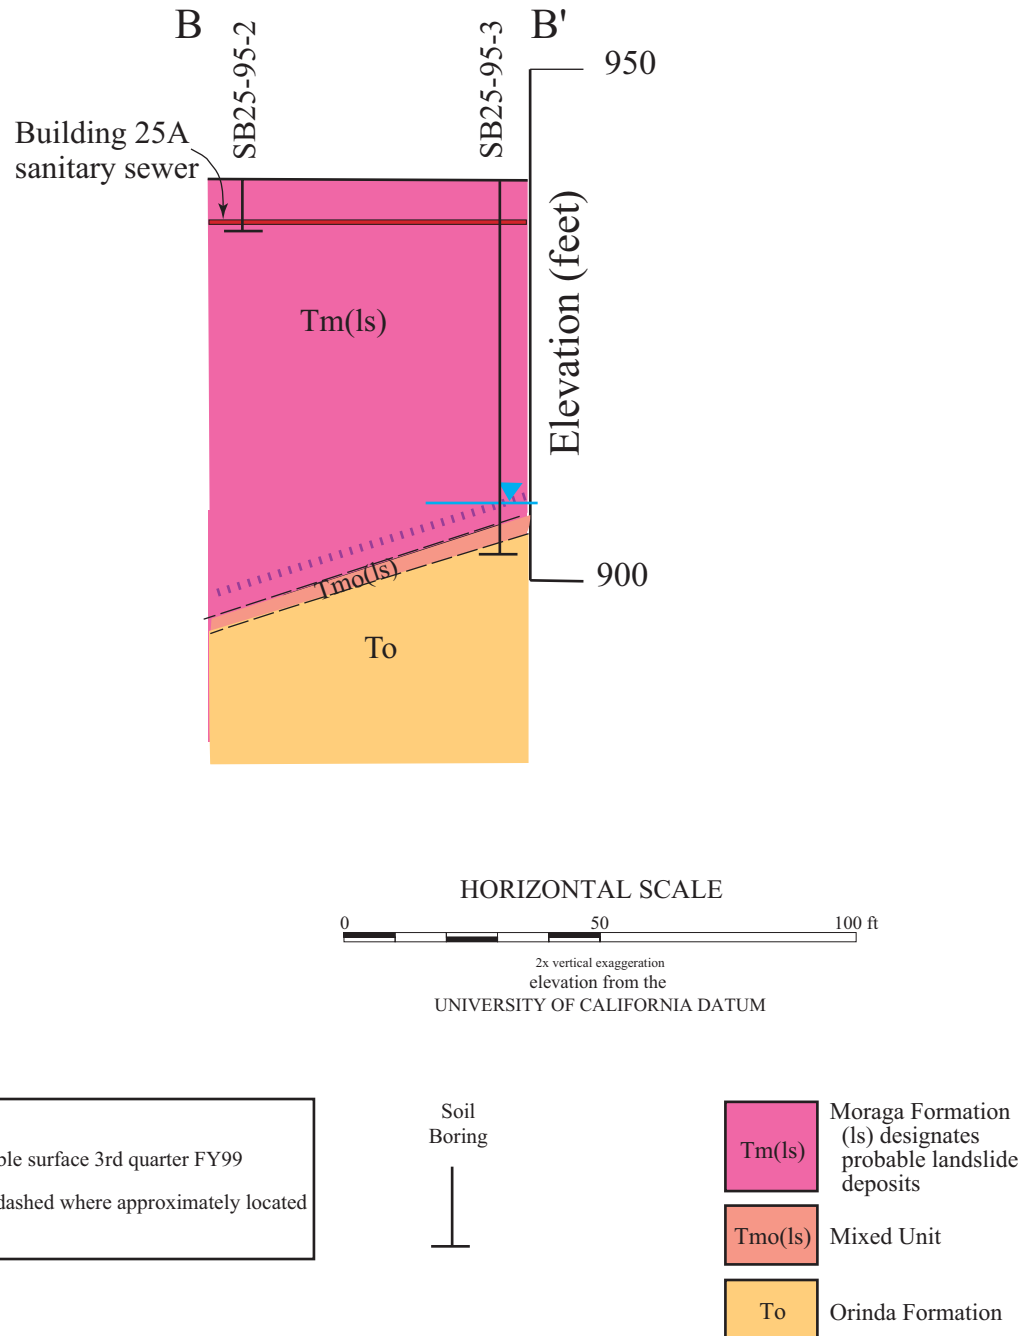 B
B'
SB25-95-2
SB25-95-3
950
Building 25A
sanitary sewer
Elevation (feet)
Tm(ls)
Tmo(ls)
900
To
HORIZONTAL SCALE
0 50 100 ft
2x vertical exaggeration
elevation from the
UNIVERSITY OF CALIFORNIA DATUM
ble surface 3rd quarter FY99
dashed where approximately located
Soil
Boring
Tm(ls)
Moraga Formation
(ls) designates
probable landslide
deposits
Tmo(ls)
Mixed Unit
To
Orinda Formation